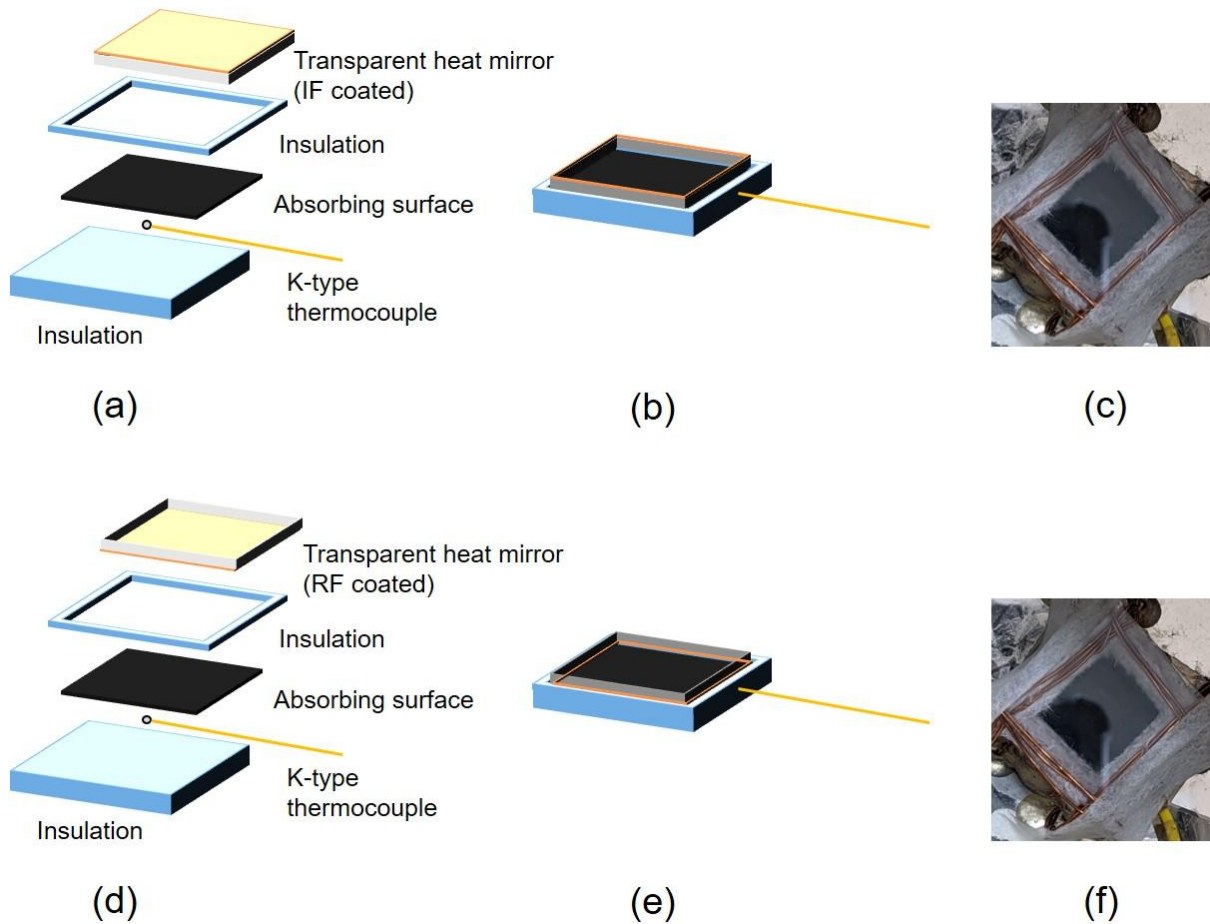 Transparent heat mirror
(IF coated)
Insulation
Absorbing surface
K-type
thermocouple
Insulation
(a)
(b)
(c)
Transparent heat mirror
(RF coated)
Insulation
Absorbing surface
K-type
thermocouple
Insulation
(d)
(e)
(f)